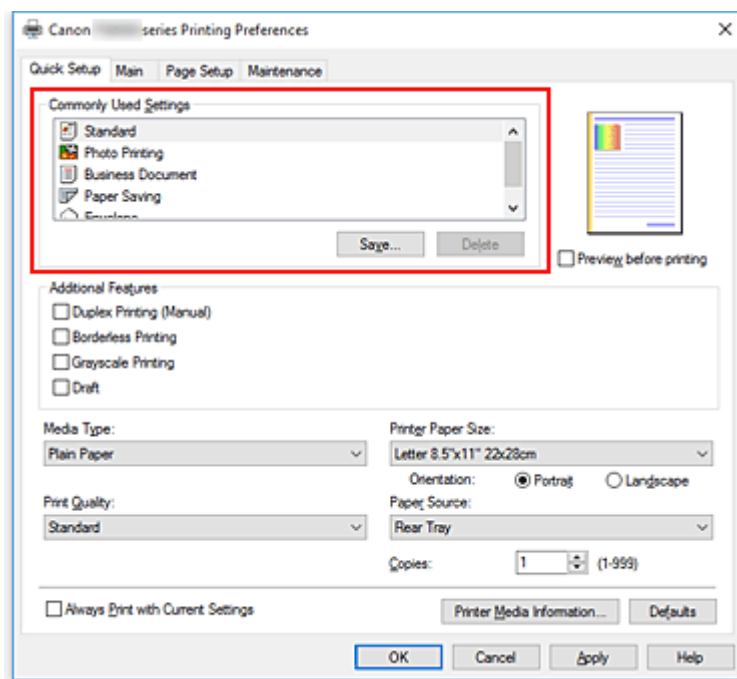 Canon series Printing Preferences
Quick Setup Main Page Setup Maintenance
Commonly Used Settings
Standard
Photo Printing
Business Document
Paper Saving
Envelope
Save... Delete
Preview before printing
Additional Features
Duplex Printing (Manual)
Borderless Printing
Grayscale Printing
Draft
Media Type: Printer Paper Size:
Plain Paper Letter 8.5"x11" 22x28cm
Orientation: Portrait Landscape
Print Quality: Paper Source:
Standard Rear Tray
Copies: 1 (1-999)
Always Print with Current Settings Printer Media Information... Defaults
OK Cancel Apply Help